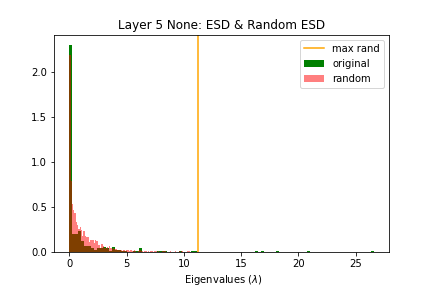 Layer 5 None: ESD & Random ESD
max rand
original
random
2.0
1.5
1.0
0.5
0.0
0 5 10 15 20 25
Eigenvalues (λ)